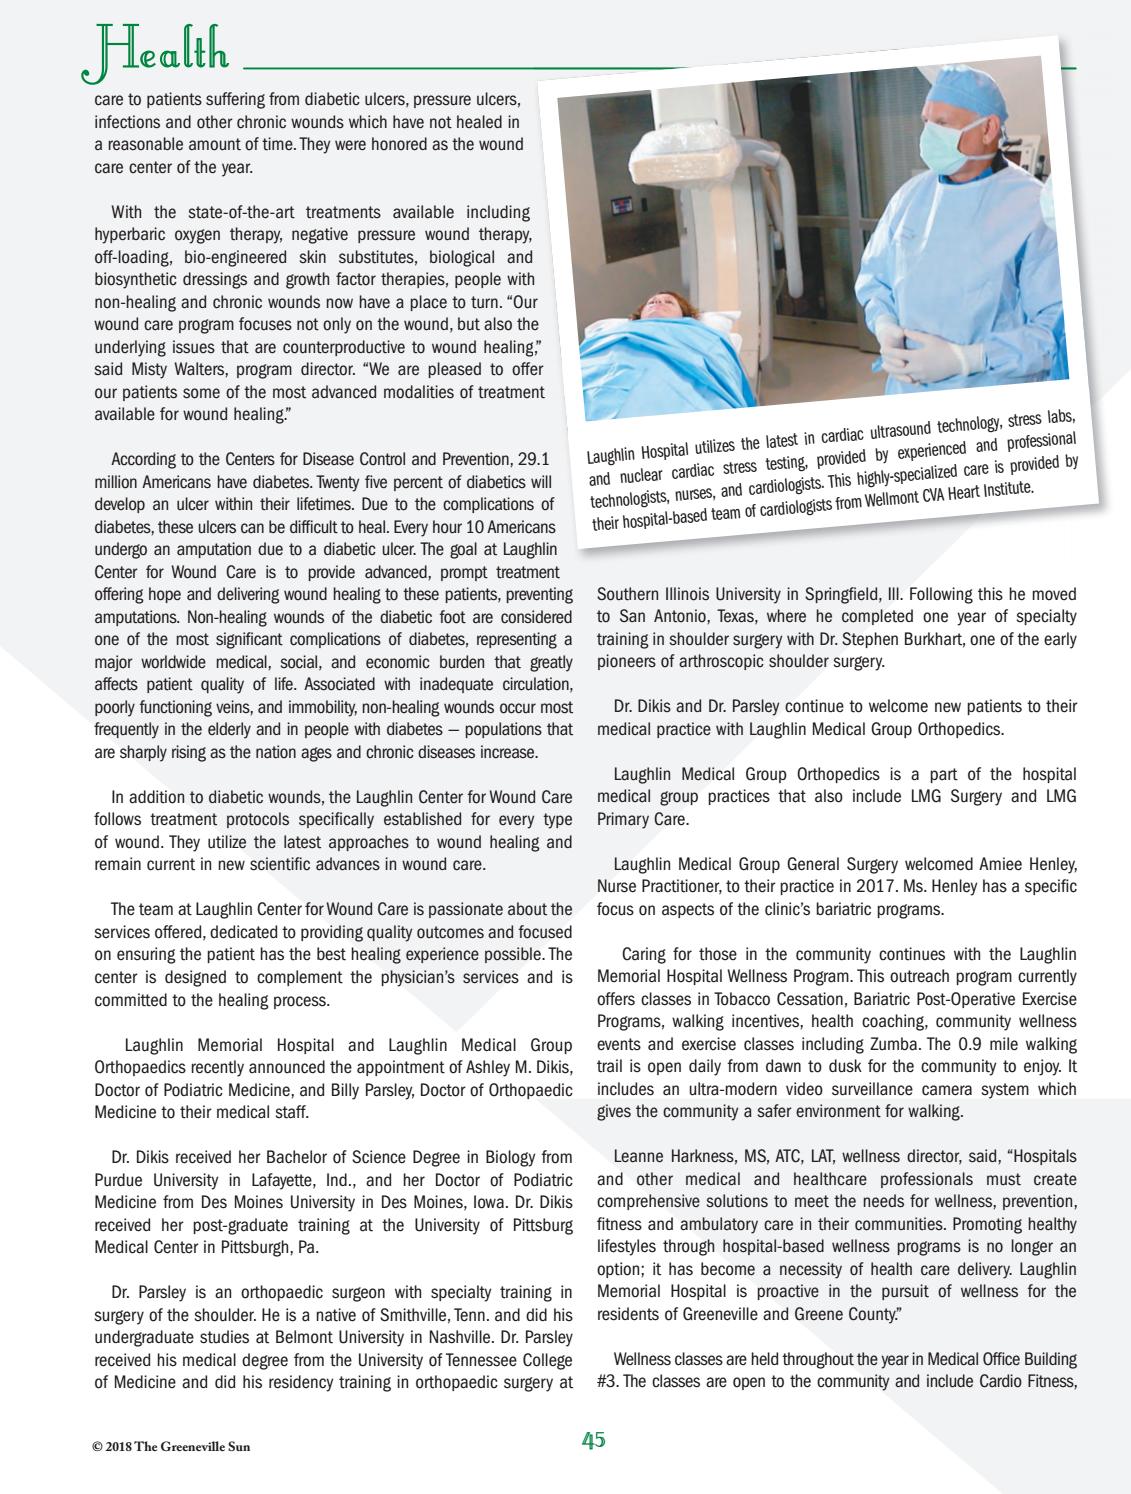 Health
care to patients suffering from diabetic ulcers, pressure ulcers,
infections and other chronic wounds which have not healed in
a reasonable amount of time. They were honored as the wound
care center of the year.
With the state-of-the-art treatments available including
hyperbaric oxygen therapy, negative pressure wound therapy,
off-loading, bio-engineered skin substitutes, biological and
biosynthetic dressings and growth factor therapies, people with
non-healing and chronic wounds now have a place to turn. “Our
wound care program focuses not only on the wound, but also the
underlying issues that are counterproductive to wound healing,”
said Misty Walters, program director. “We are pleased to offer
our patients some of the most advanced modalities of treatment
available for wound healing.”
According to the Centers for Disease Control and Prevention, 29.1
million Americans have diabetes. Twenty five percent of diabetics will
develop an ulcer within their lifetimes. Due to the complications of
diabetes, these ulcers can be difficult to heal. Every hour 10 Americans
undergo an amputation due to a diabetic ulcer. The goal at Laughlin
Center for Wound Care is to provide advanced, prompt treatment
offering hope and delivering wound healing to these patients, preventing
amputations. Non-healing wounds of the diabetic foot are considered
one of the most significant complications of diabetes, representing a
major worldwide medical, social, and economic burden that greatly
affects patient quality of life. Associated with inadequate circulation,
poorly functioning veins, and immobility, non-healing wounds occur most
frequently in the elderly and in people with diabetes — populations that
are sharply rising as the nation ages and chronic diseases increase.
In addition to diabetic wounds, the Laughlin Center for Wound Care
follows treatment protocols specifically established for every type
of wound. They utilize the latest approaches to wound healing and
remain current in new scientific advances in wound care.
The team at Laughlin Center for Wound Care is passionate about the
services offered, dedicated to providing quality outcomes and focused
on ensuring the patient has the best healing experience possible. The
center is designed to complement the physician’s services and is
committed to the healing process.
Laughlin Memorial Hospital and Laughlin Medical Group
Orthopaedics recently announced the appointment of Ashley M. Dikis,
Doctor of Podiatric Medicine, and Billy Parsley, Doctor of Orthopaedic
Medicine to their medical staff.
Dr. Dikis received her Bachelor of Science Degree in Biology from
Purdue University in Lafayette, Ind., and her Doctor of Podiatric
Medicine from Des Moines University in Des Moines, Iowa. Dr. Dikis
received her post-graduate training at the University of Pittsburg
Medical Center in Pittsburgh, Pa.
Dr. Parsley is an orthopaedic surgeon with specialty training in
surgery of the shoulder. He is a native of Smithville, Tenn. and did his
undergraduate studies at Belmont University in Nashville. Dr. Parsley
received his medical degree from the University of Tennessee College
of Medicine and did his residency training in orthopaedic surgery at
Laughlin Hospital utilizes the latest in cardiac ultrasound technology, stress labs,
and nuclear cardiac stress testing, provided by experienced and professional
technologists, nurses, and cardiologists. This highly-specialized care is provided by
their hospital-based team of cardiologists from Wellmont CVA Heart Institute.
Southern Illinois University in Springfield, Ill. Following this he moved
to San Antonio, Texas, where he completed one year of specialty
training in shoulder surgery with Dr. Stephen Burkhart, one of the early
pioneers of arthroscopic shoulder surgery.
Dr. Dikis and Dr. Parsley continue to welcome new patients to their
medical practice with Laughlin Medical Group Orthopedics.
Laughlin Medical Group Orthopedics is a part of the hospital
medical group practices that also include LMG Surgery and LMG
Primary Care.
Laughlin Medical Group General Surgery welcomed Amiee Henley,
Nurse Practitioner, to their practice in 2017. Ms. Henley has a specific
focus on aspects of the clinic’s bariatric programs.
Caring for those in the community continues with the Laughlin
Memorial Hospital Wellness Program. This outreach program currently
offers classes in Tobacco Cessation, Bariatric Post-Operative Exercise
Programs, walking incentives, health coaching, community wellness
events and exercise classes including Zumba. The 0.9 mile walking
trail is open daily from dawn to dusk for the community to enjoy. It
includes an ultra-modern video surveillance camera system which
gives the community a safer environment for walking.
Leanne Harkness, MS, ATC, LAT, wellness director, said, “Hospitals
and other medical and healthcare professionals must create
comprehensive solutions to meet the needs for wellness, prevention,
fitness and ambulatory care in their communities. Promoting healthy
lifestyles through hospital-based wellness programs is no longer an
option; it has become a necessity of health care delivery. Laughlin
Memorial Hospital is proactive in the pursuit of wellness for the
residents of Greeneville and Greene County.”
Wellness classes are held throughout the year in Medical Office Building
#3. The classes are open to the community and include Cardio Fitness,
© 2018 The Greeneville Sun
45